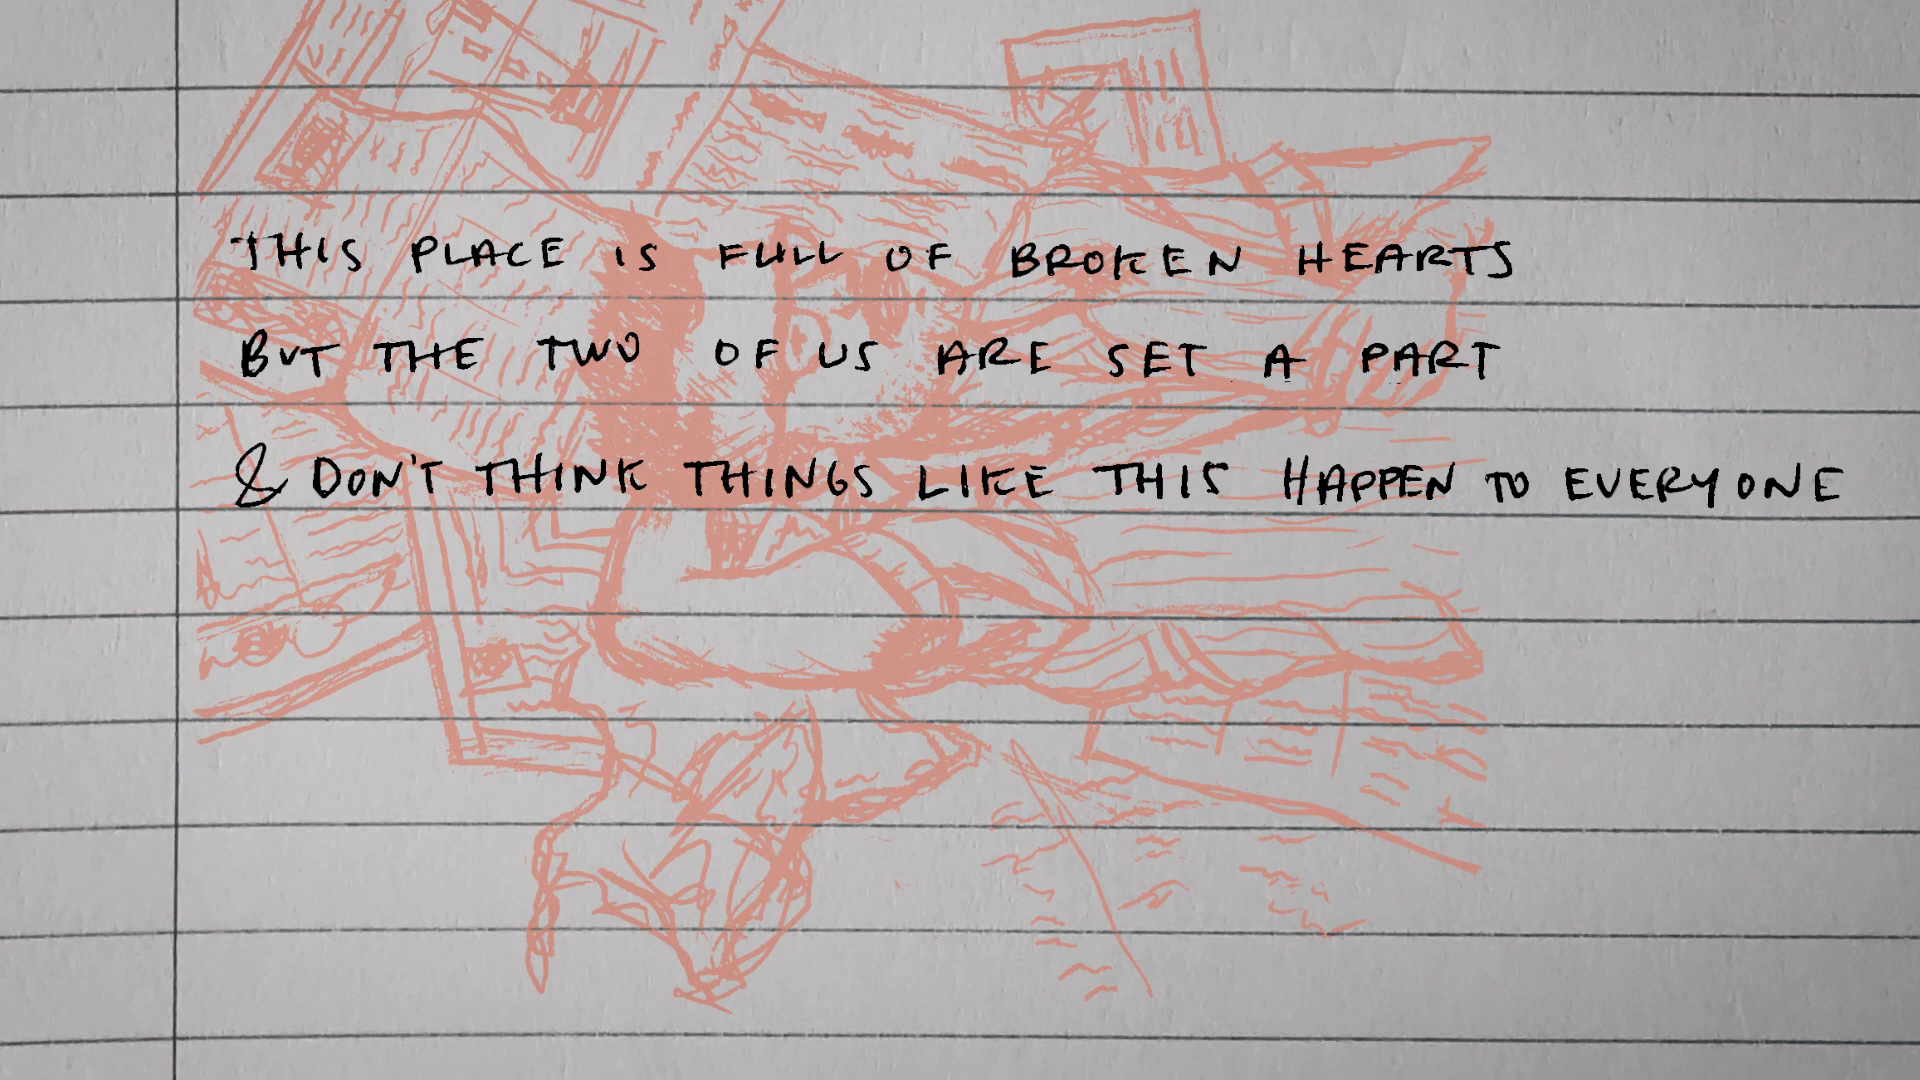 THIS PLACE IS FULL OF BROKEN HEARTS
BUT THE TWO OF US ARE SET A PART
& DON'T THINK THINGS LIKE THIS HAPPEN TO EVERYONE